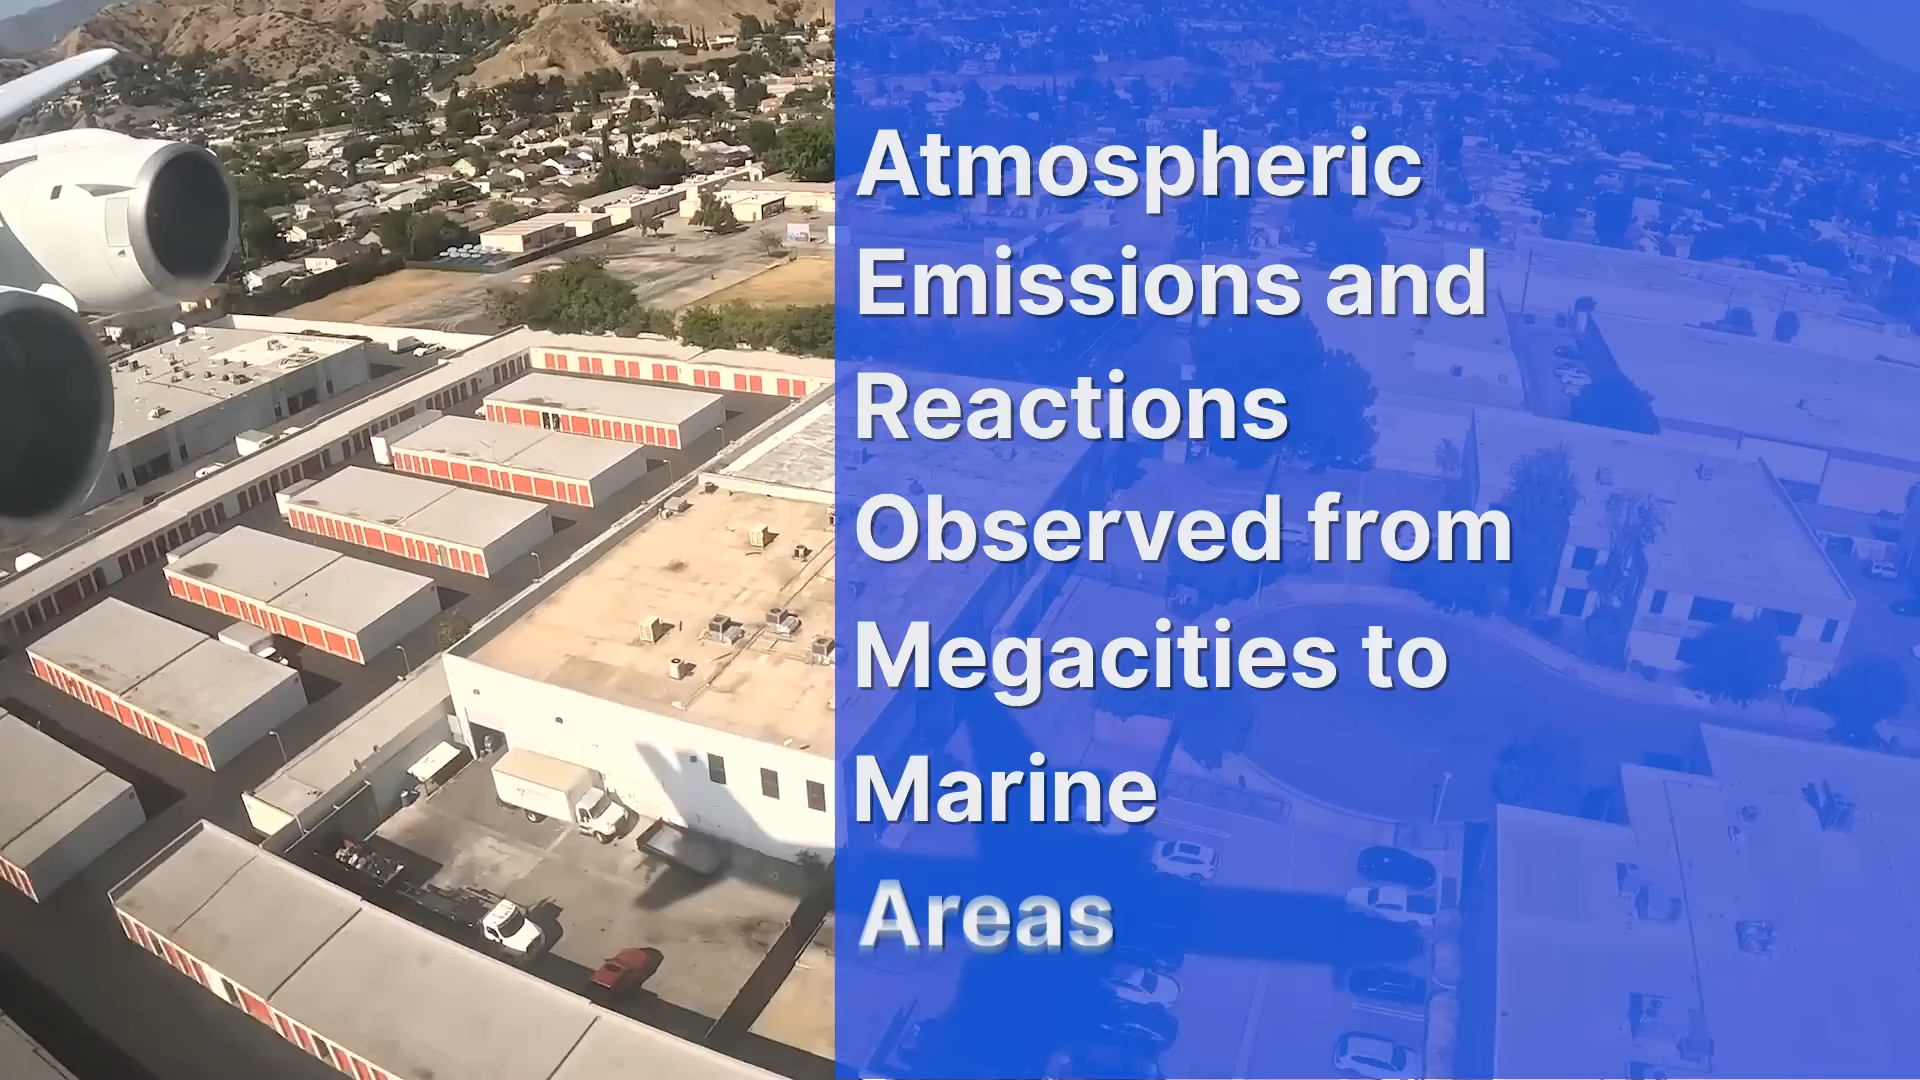 Atmospheric
Emissions and
Reactions
Observed from
Megacities to
Marine
Areas